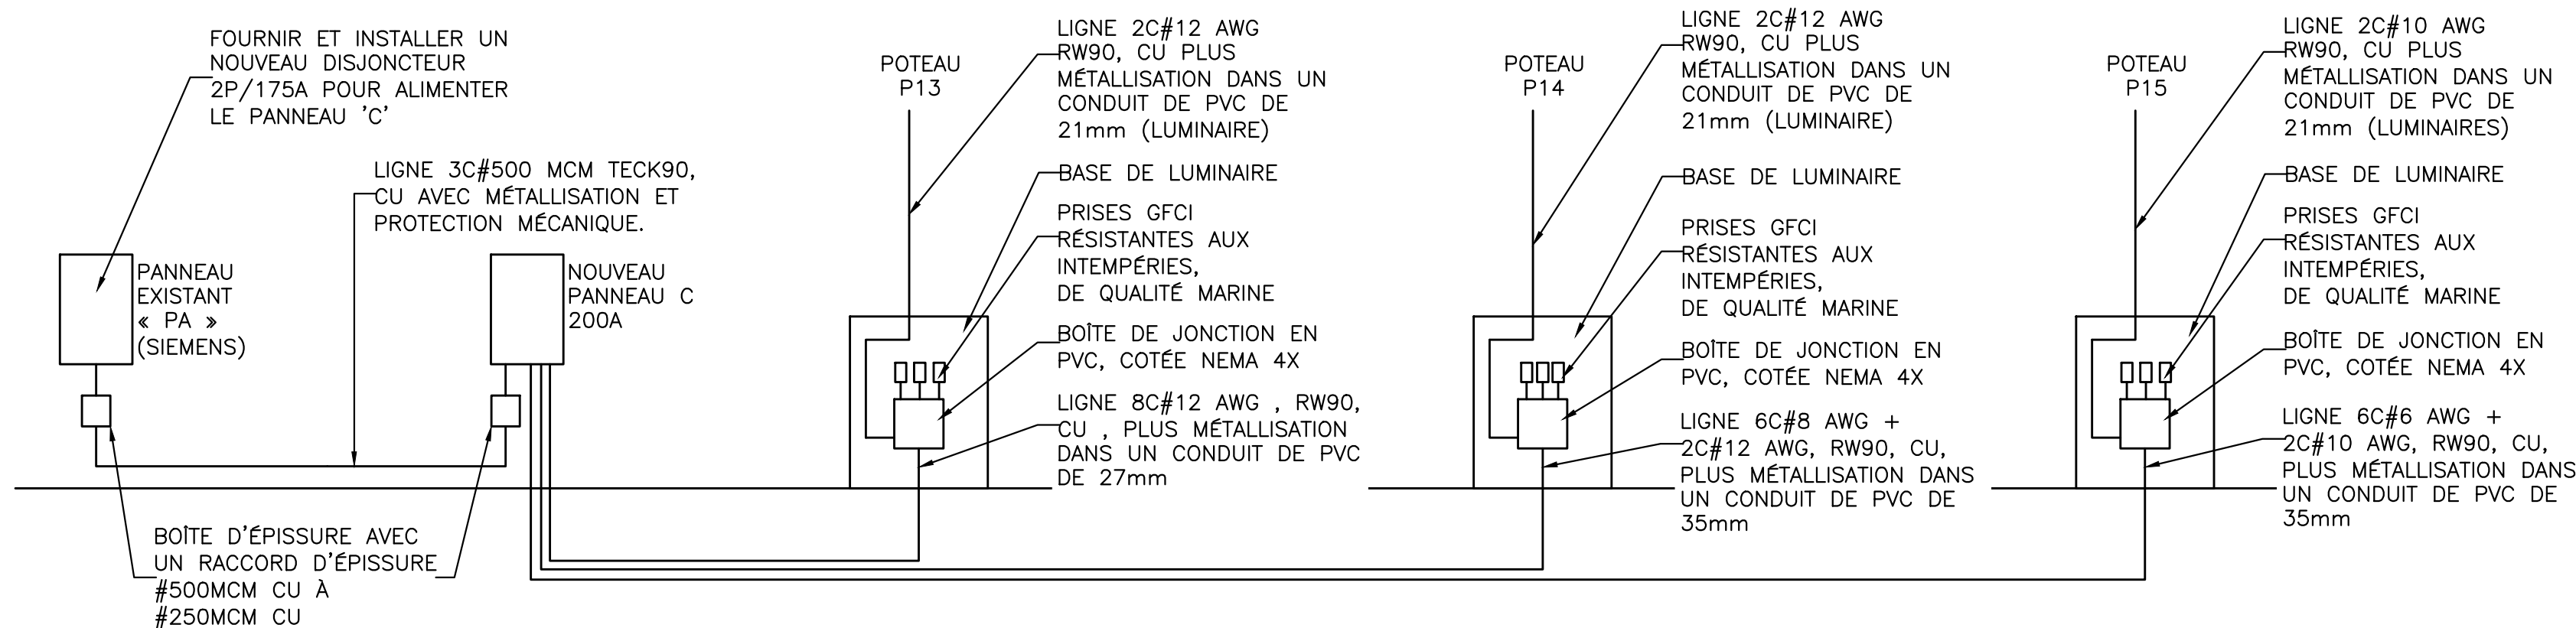 FOURNIR ET INSTALLER UN
NOUVEAU DISJONCTEUR
2P/175A POUR ALIMENTER
LE PANNEAU 'C'
LIGNE 3C#500 MCM TECK90,
CU AVEC MÉTALLISATION ET
PROTECTION MÉCANIQUE.
PANNEAU
EXISTANT
« PA »
(SIEMENS)
NOUVEAU
PANNEAU C
200A
BOÎTE D'ÉPISSURE AVEC
UN RACCORD D'ÉPISSURE
#500MCM CU À
#250MCM CU
POTEAU
P13
LIGNE 2C#12 AWG
RW90, CU PLUS
MÉTALLISATION DANS UN
CONDUIT DE PVC DE
21mm (LUMINAIRE)
BASE DE LUMINAIRE
PRISES GFCI
RÉSISTANTES AUX
INTEMPÉRIES,
DE QUALITÉ MARINE
BOÎTE DE JONCTION EN
PVC, COTÉE NEMA 4X
LIGNE 8C#12 AWG , RW90,
CU , PLUS MÉTALLISATION
DANS UN CONDUIT DE PVC
DE 27mm
POTEAU
P14
LIGNE 2C#12 AWG
RW90, CU PLUS
MÉTALLISATION DANS UN
CONDUIT DE PVC DE
21mm (LUMINAIRE)
BASE DE LUMINAIRE
PRISES GFCI
RÉSISTANTES AUX
INTEMPÉRIES,
DE QUALITÉ MARINE
BOÎTE DE JONCTION EN
PVC, COTÉE NEMA 4X
LIGNE 6C#8 AWG +
2C#12 AWG, RW90, CU,
PLUS MÉTALLISATION DANS
UN CONDUIT DE PVC DE
35mm
POTEAU
P15
LIGNE 2C#10 AWG
RW90, CU PLUS
MÉTALLISATION DANS UN
CONDUIT DE PVC DE
21mm (LUMINAIRES)
BASE DE LUMINAIRE
PRISES GFCI
RÉSISTANTES AUX
INTEMPÉRIES,
DE QUALITÉ MARINE
BOÎTE DE JONCTION EN
PVC, COTÉE NEMA 4X
LIGNE 6C#6 AWG +
2C#10 AWG, RW90, CU,
PLUS MÉTALLISATION DANS
UN CONDUIT DE PVC DE
35mm